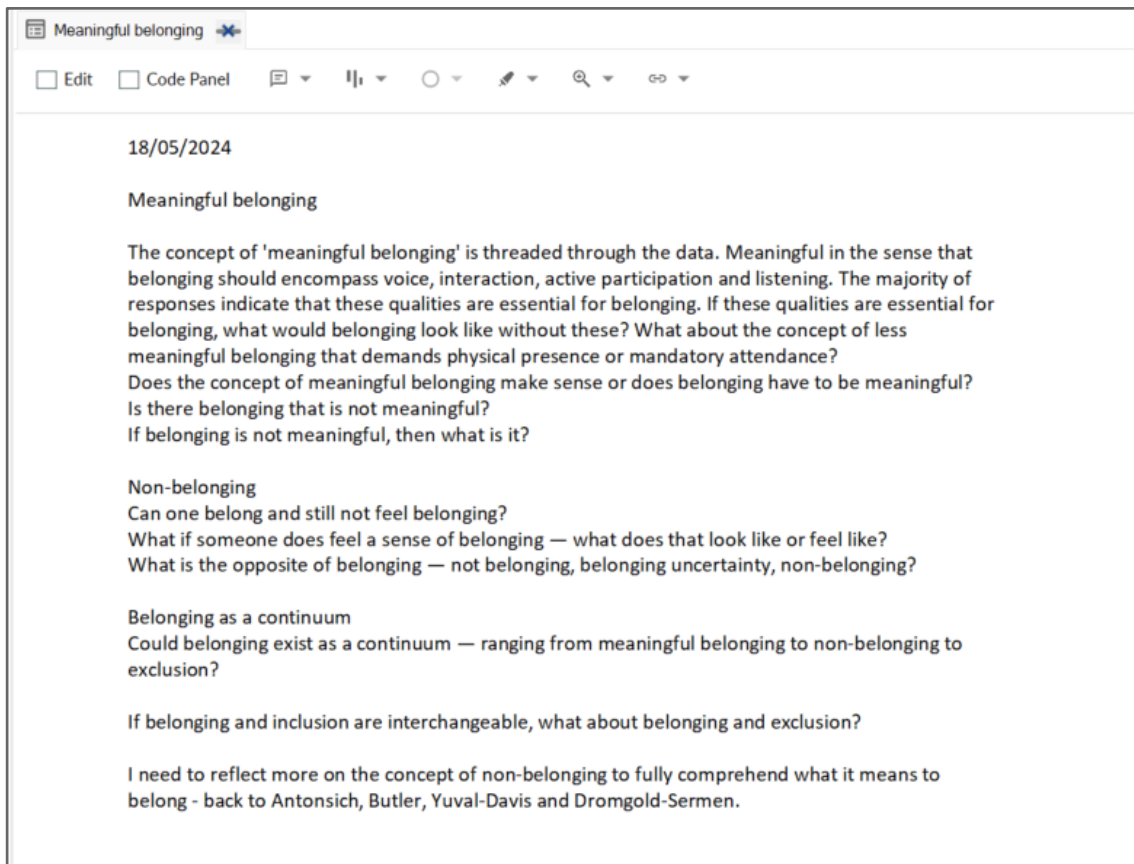 Meaningful belonging
Edit Code Panel
18/05/2024
Meaningful belonging
The concept of 'meaningful belonging' is threaded through the data. Meaningful in the sense that
belonging should encompass voice, interaction, active participation and listening. The majority of
responses indicate that these qualities are essential for belonging. If these qualities are essential for
belonging, what would belonging look like without these? What about the concept of less
meaningful belonging that demands physical presence or mandatory attendance?
Does the concept of meaningful belonging make sense or does belonging have to be meaningful?
Is there belonging that is not meaningful?
If belonging is not meaningful, then what is it?
Non-belonging
Can one belong and still not feel belonging?
What if someone does feel a sense of belonging — what does that look like or feel like?
What is the opposite of belonging — not belonging, belonging uncertainty, non-belonging?
Belonging as a continuum
Could belonging exist as a continuum — ranging from meaningful belonging to non-belonging to
exclusion?
If belonging and inclusion are interchangeable, what about belonging and exclusion?
I need to reflect more on the concept of non-belonging to fully comprehend what it means to
belong - back to Antonsich, Butler, Yuval-Davis and Dromgold-Sermen.